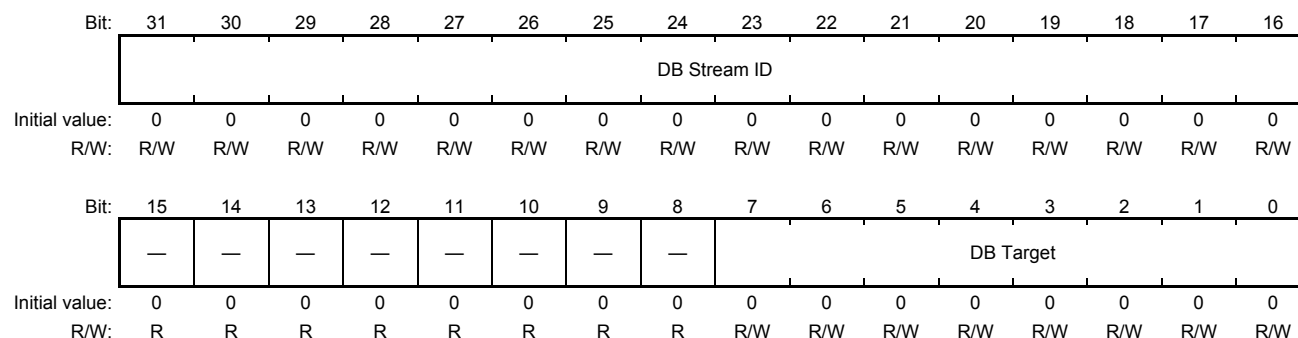 Bit: 31 30 29 28 27 26 25 24 23 22 21 20 19 18 17 16
DB Stream ID
Initial value: 0 0 0 0 0 0 0 0 0 0 0 0 0 0 0 0
R/W: R/W R/W R/W R/W R/W R/W R/W R/W R/W R/W R/W R/W R/W R/W R/W R/W
Bit: 15 14 13 12 11 10 9 8 7 6 5 4 3 2 1 0
— — — — — — — — DB Target
Initial value: 0 0 0 0 0 0 0 0 0 0 0 0 0 0 0 0
R/W: R R R R R R R R R/W R/W R/W R/W R/W R/W R/W R/W